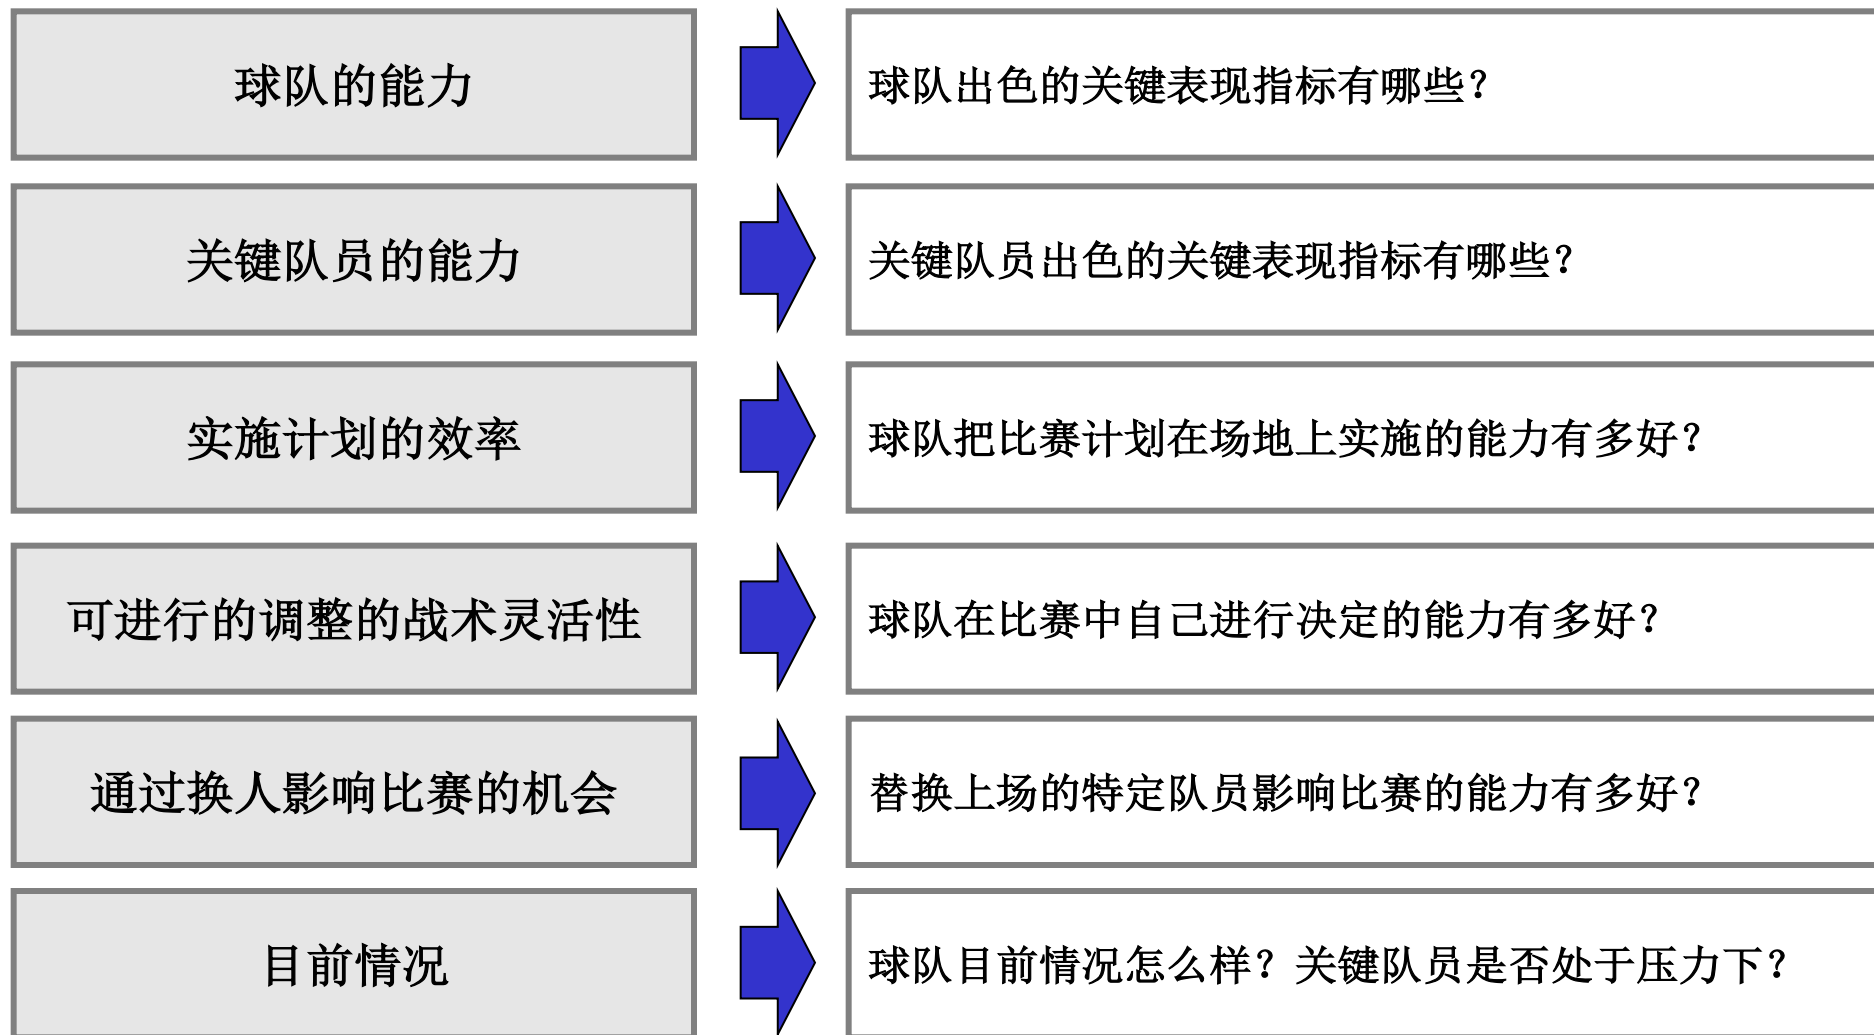 球队的能力
球队出色的关键表现指标有哪些？
关键队员的能力
关键队员出色的关键表现指标有哪些？
实施计划的效率
球队把比赛计划在场地上实施的能力有多好？
可进行的调整的战术灵活性
球队在比赛中自己进行决定的能力有多好？
通过换人影响比赛的机会
替换上场的特定队员影响比赛的能力有多好？
目前情况
球队目前情况怎么样？关键队员是否处于压力下？